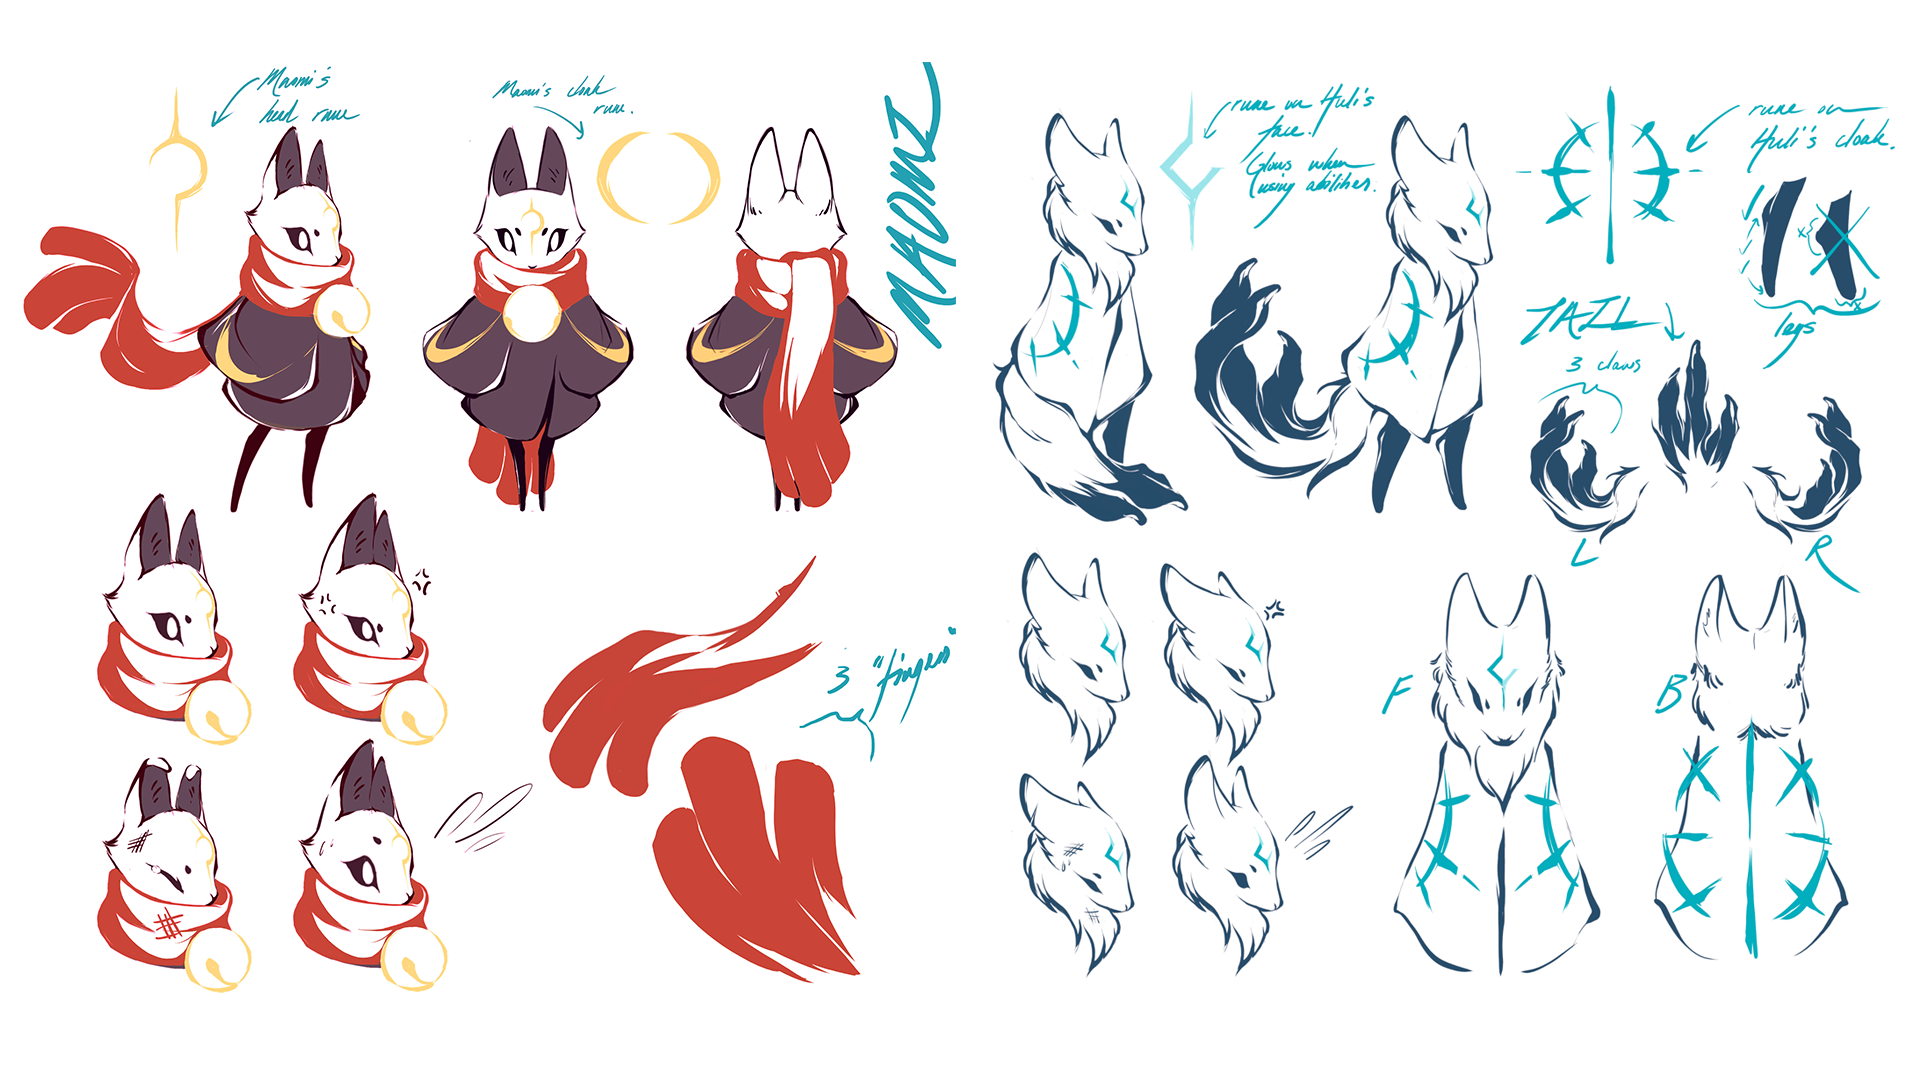 Maomi's
head rune
Maomi's cloak
rune.
MAOMI
3 "fingers"
rune on Huli's
face.
Glows when
using abilities.
rune on
Huli's cloak.
legs
TAIL
3 claws
L
R
F
B